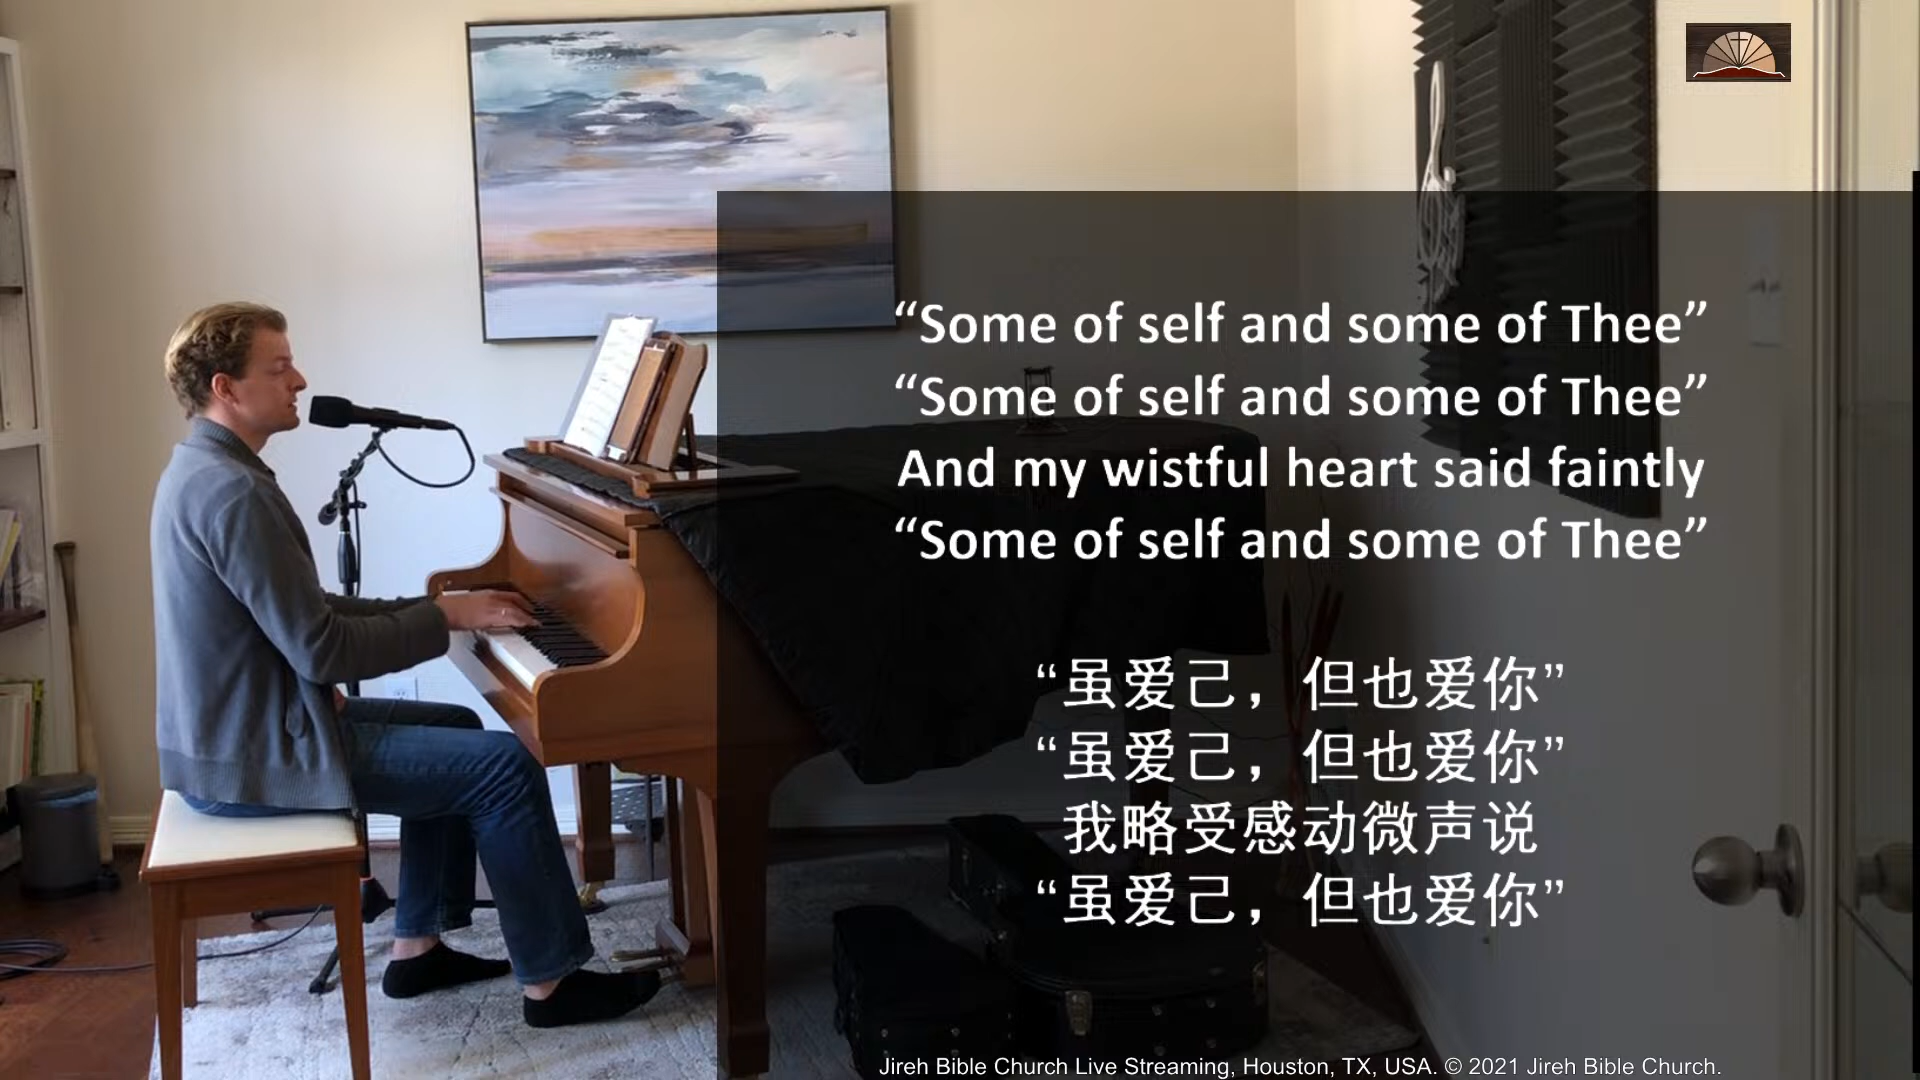 “Some of self and some of Thee”
“Some of self and some of Thee”
And my wistful heart said faintly
“Some of self and some of Thee”
“虽爱己，但也爱你”
“虽爱己，但也爱你”
我略受感动微声说
“虽爱己，但也爱你”
Jireh Bible Church Live Streaming, Houston, TX, USA. © 2021 Jireh Bible Church.